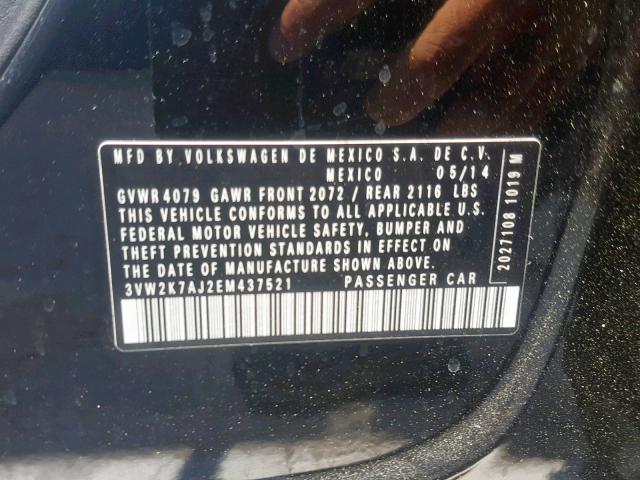 MFD BY VOLKSWAGEN DE MEXICO S.A. DE C.V.
MEXICO 05/14
GVWR 4079 GAWR FRONT 2072 / REAR 2116 LBS
THIS VEHICLE CONFORMS TO ALL APPLICABLE U.S.
FEDERAL MOTOR VEHICLE SAFETY, BUMPER AND
THEFT PREVENTION STANDARDS IN EFFECT ON
THE DATE OF MANUFACTURE SHOWN ABOVE.
3VW2K7AJ2EM437521 PASSENGER CAR
2027108 1019 M